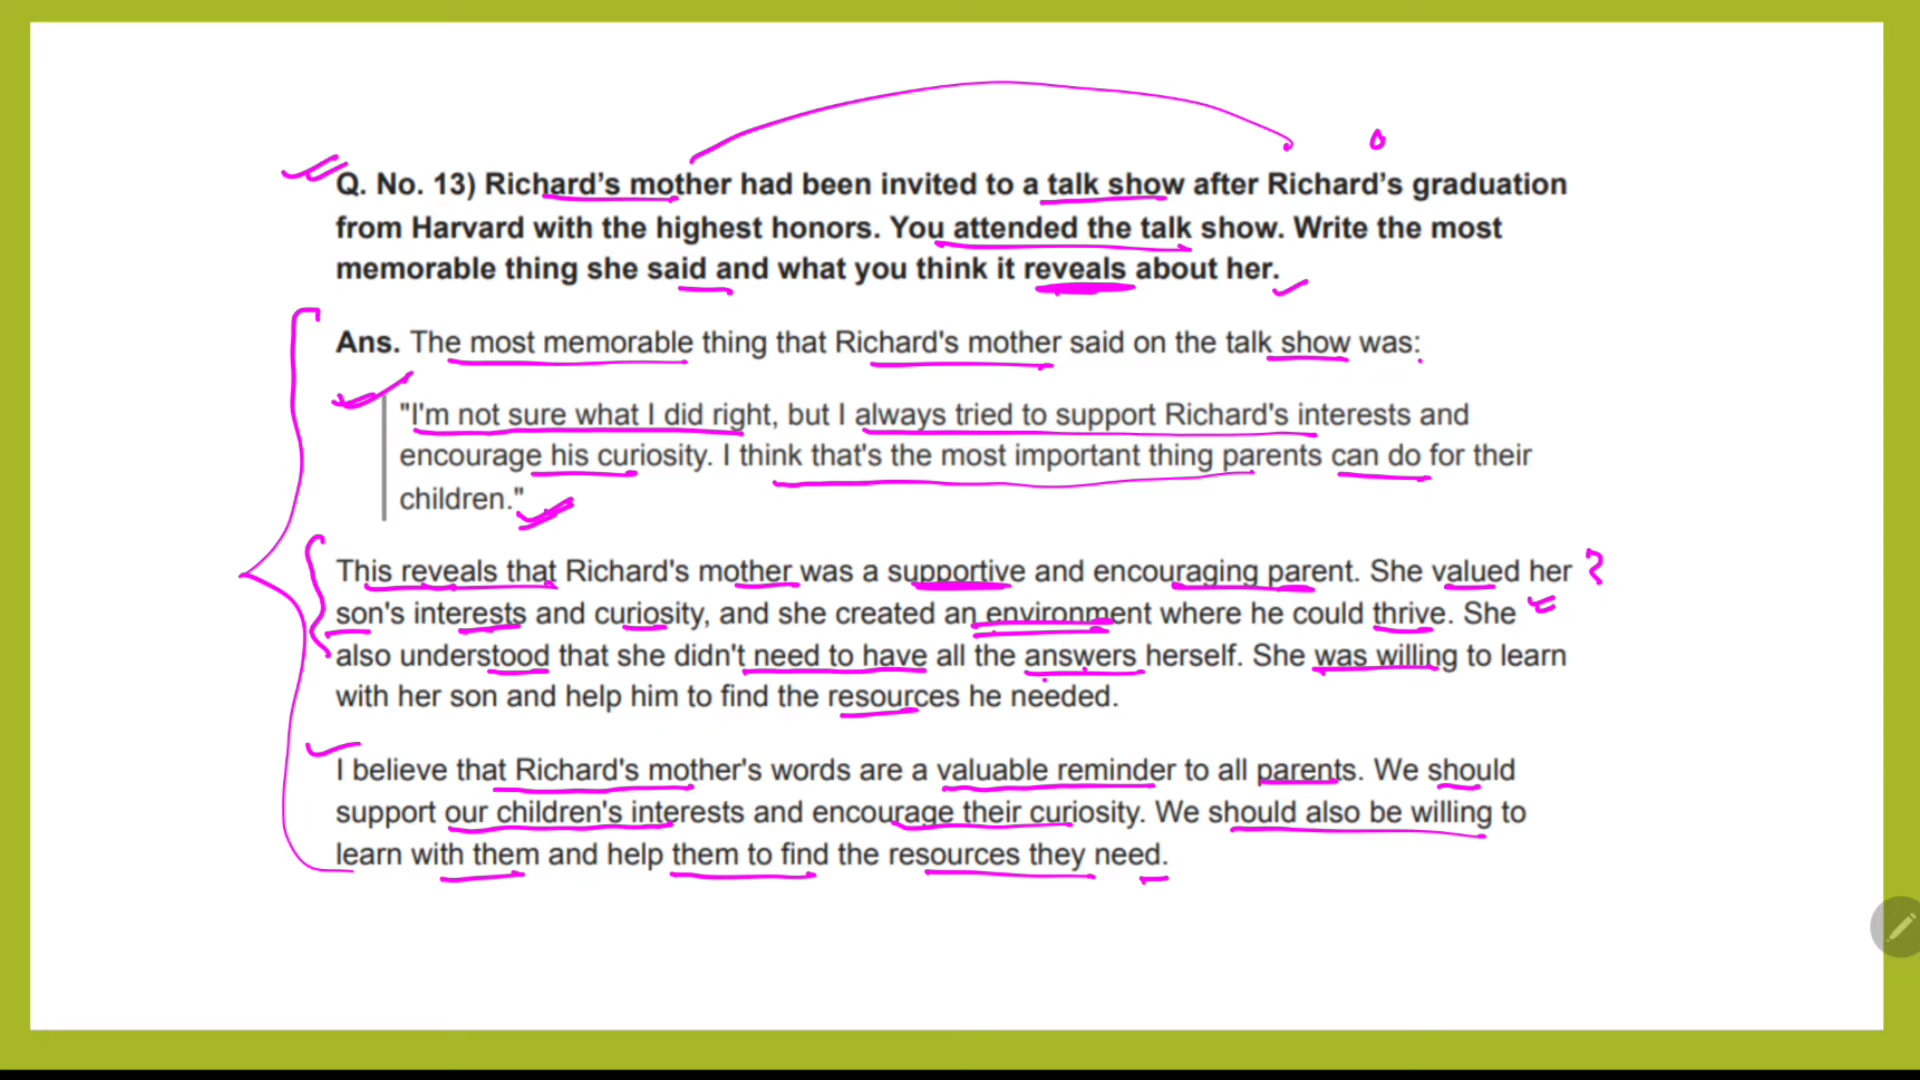 Q. No. 13) Richard's mother had been invited to a talk show after Richard's graduation
from Harvard with the highest honors. You attended the talk show. Write the most
memorable thing she said and what you think it reveals about her.
Ans. The most memorable thing that Richard's mother said on the talk show was:
"I'm not sure what I did right, but I always tried to support Richard's interests and
encourage his curiosity. I think that's the most important thing parents can do for their
children."
This reveals that Richard's mother was a supportive and encouraging parent. She valued her
son's interests and curiosity, and she created an environment where he could thrive. She
also understood that she didn't need to have all the answers herself. She was willing to learn
with her son and help him to find the resources he needed.
I believe that Richard's mother's words are a valuable reminder to all parents. We should
support our children's interests and encourage their curiosity. We should also be willing to
learn with them and help them to find the resources they need.